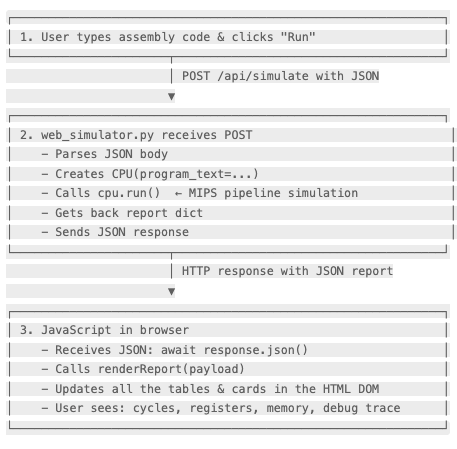 1. User types assembly code & clicks "Run"
POST /api/simulate with JSON
2. web_simulator.py receives POST
- Parses JSON body
- Creates CPU(program_text=...)
- Calls cpu.run() ← MIPS pipeline simulation
- Gets back report dict
- Sends JSON response
HTTP response with JSON report
3. JavaScript in browser
- Receives JSON: await response.json()
- Calls renderReport(payload)
- Updates all the tables & cards in the HTML DOM
- User sees: cycles, registers, memory, debug trace